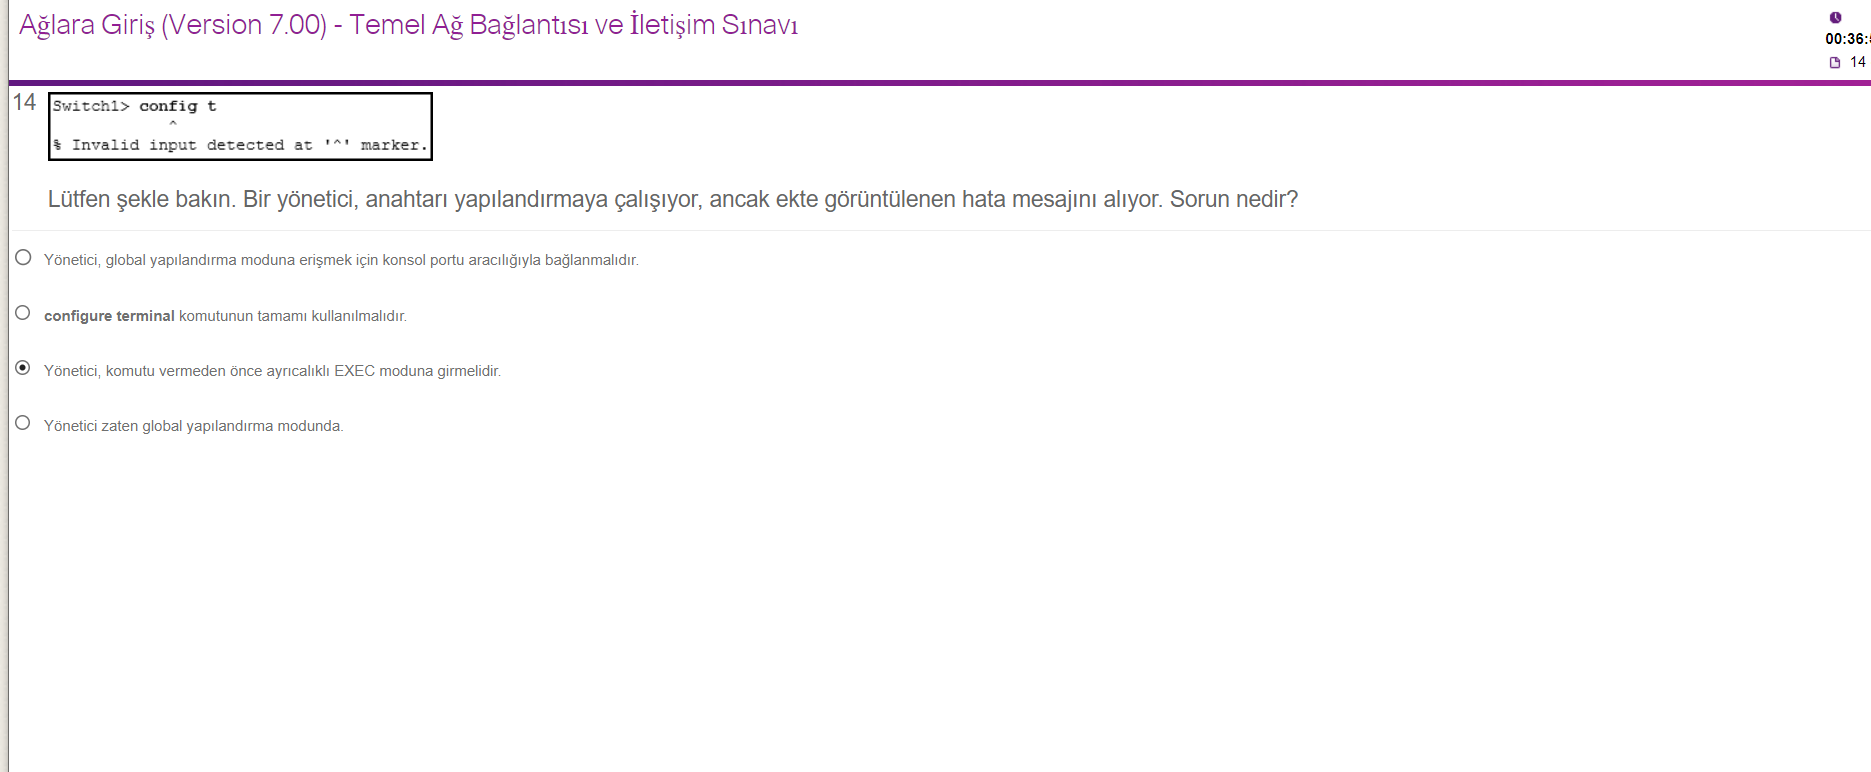 Ağlara Giriş (Version 7.00) - Temel Ağ Bağlantısı ve İletişim Sınavı
00:36:
14
14
Switch1> config t
^
% Invalid input detected at '^' marker.
Lütfen şekle bakın. Bir yönetici, anahtarı yapılandırmaya çalışıyor, ancak ekte görüntülenen hata mesajını alıyor. Sorun nedir?
Yönetici, global yapılandırma moduna erişmek için konsol portu aracılığıyla bağlanmalıdır.
configure terminal komutunun tamamı kullanılmalıdır.
Yönetici, komutu vermeden önce ayrıcalıklı EXEC moduna girmelidir.
Yönetici zaten global yapılandırma modunda.